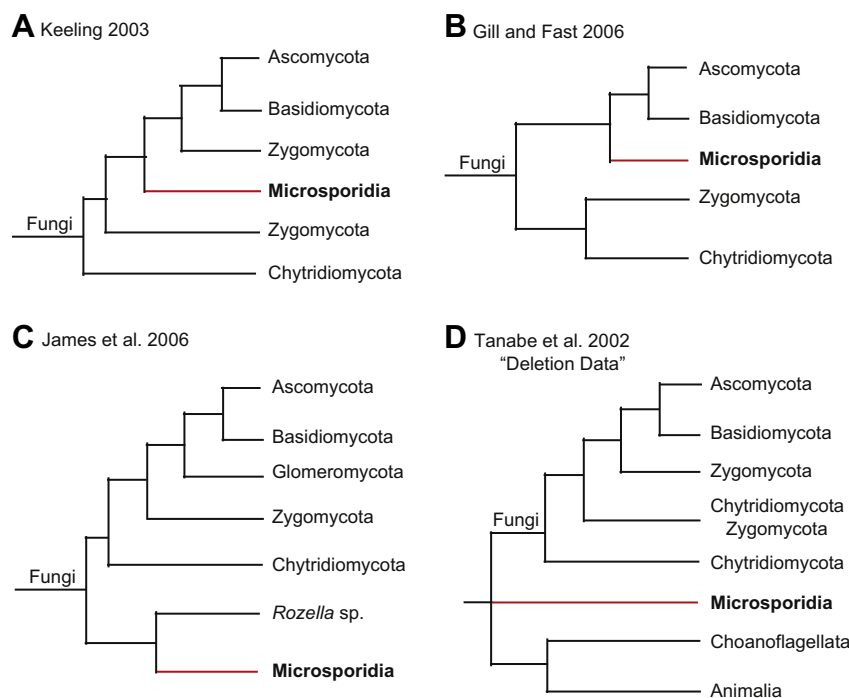 A Keeling 2003
Ascomycota
Basidiomycota
Zygomycota
Microsporidia
Fungi
Zygomycota
Chytridiomycota
B Gill and Fast 2006
Ascomycota
Basidiomycota
Fungi
Microsporidia
Zygomycota
Chytridiomycota
C James et al. 2006
Ascomycota
Basidiomycota
Glomeromycota
Zygomycota
Chytridiomycota
Fungi
Rozella sp.
Microsporidia
D Tanabe et al. 2002
“Deletion Data”
Ascomycota
Basidiomycota
Zygomycota
Chytridiomycota
Fungi
Zygomycota
Chytridiomycota
Microsporidia
Choanoflagellata
Animalia